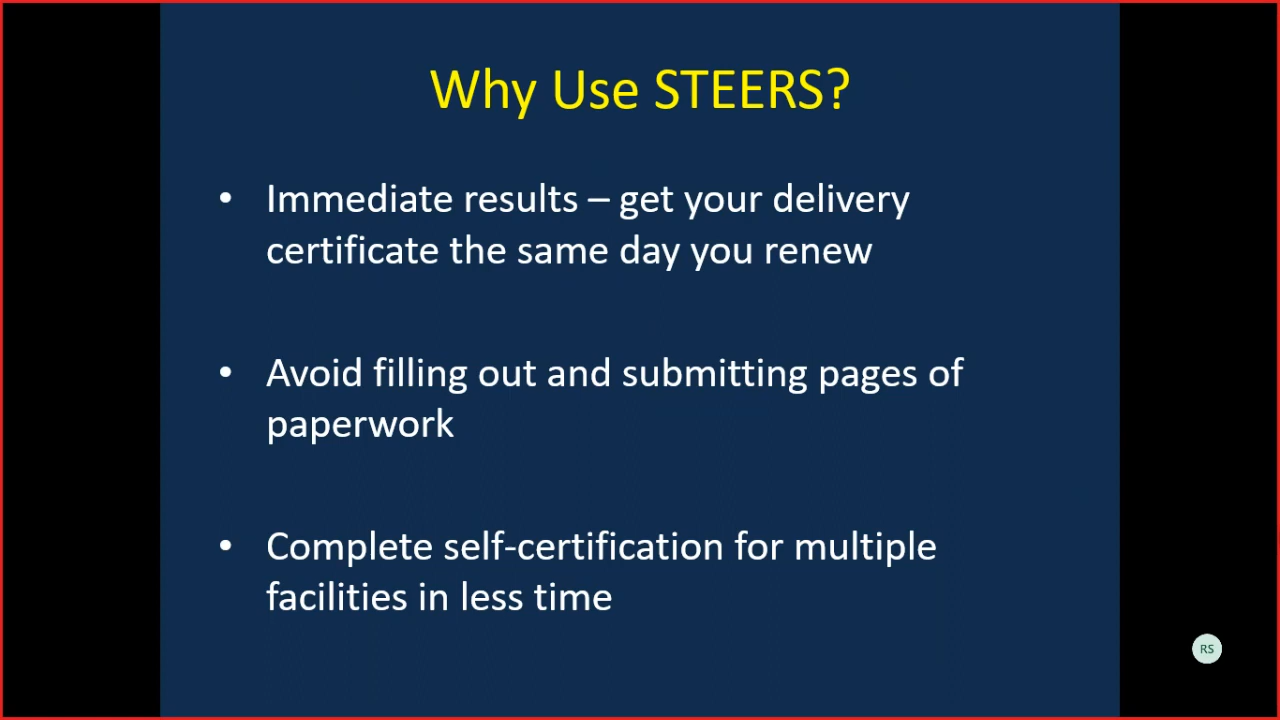 Why Use STEERS?
• Immediate results – get your delivery
certificate the same day you renew
• Avoid filling out and submitting pages of
paperwork
• Complete self-certification for multiple
facilities in less time
RS